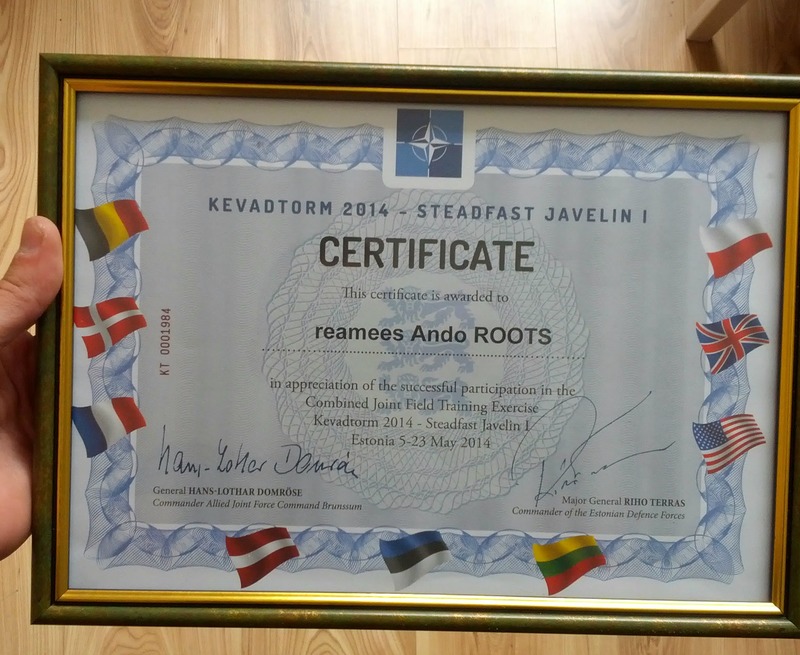 KEVADTORM 2014 - STEADFAST JAVELIN I
CERTIFICATE
This certificate is awarded to
reamees Ando ROOTS
KT 0001984
in appreciation of the successful participation in the
Combined Joint Field Training Exercise
Kevadtorm 2014 - Steadfast Javelin I
Estonia 5-23 May 2014
Hans-Lothar Domröse
General HANS-LOTHAR DOMRÖSE
Commander Allied Joint Force Command Brunssum
Major General RIHO TERRAS
Commander of the Estonian Defence Forces